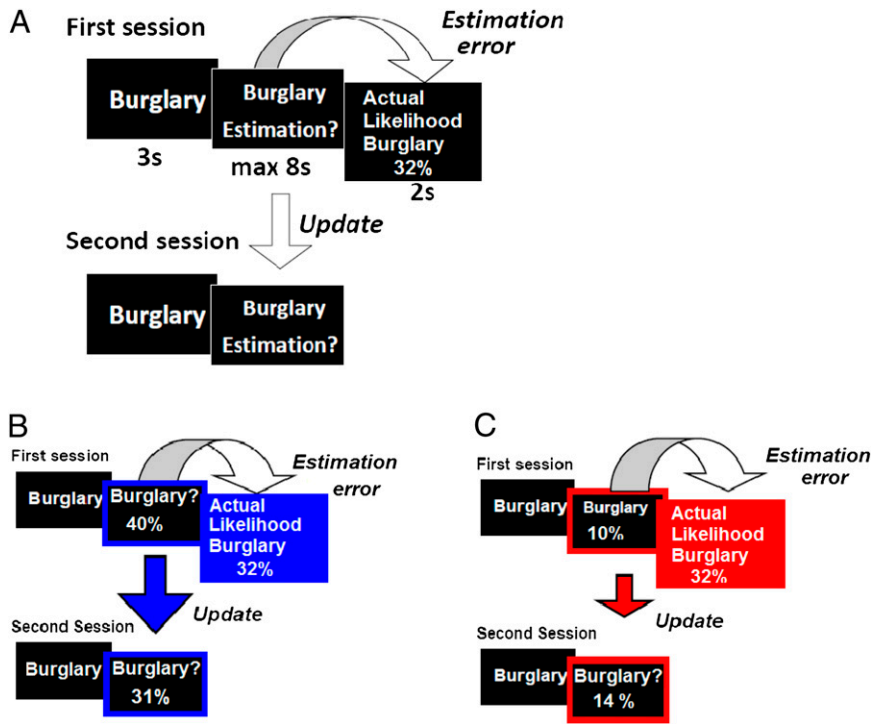 A
First session
Estimation
error
Burglary
Burglary
Estimation?
Actual
Likelihood
Burglary
32%
3s
max 8s
2s
Update
Second session
Burglary
Burglary
Estimation?
B
First session
Estimation
error
Burglary
Burglary?
40%
Actual
Likelihood
Burglary
32%
Update
Second Session
Burglary
Burglary?
31%
C
First session
Estimation
error
Burglary
Burglary
10%
Actual
Likelihood
Burglary
32%
Update
Second Session
Burglary
Burglary?
14 %